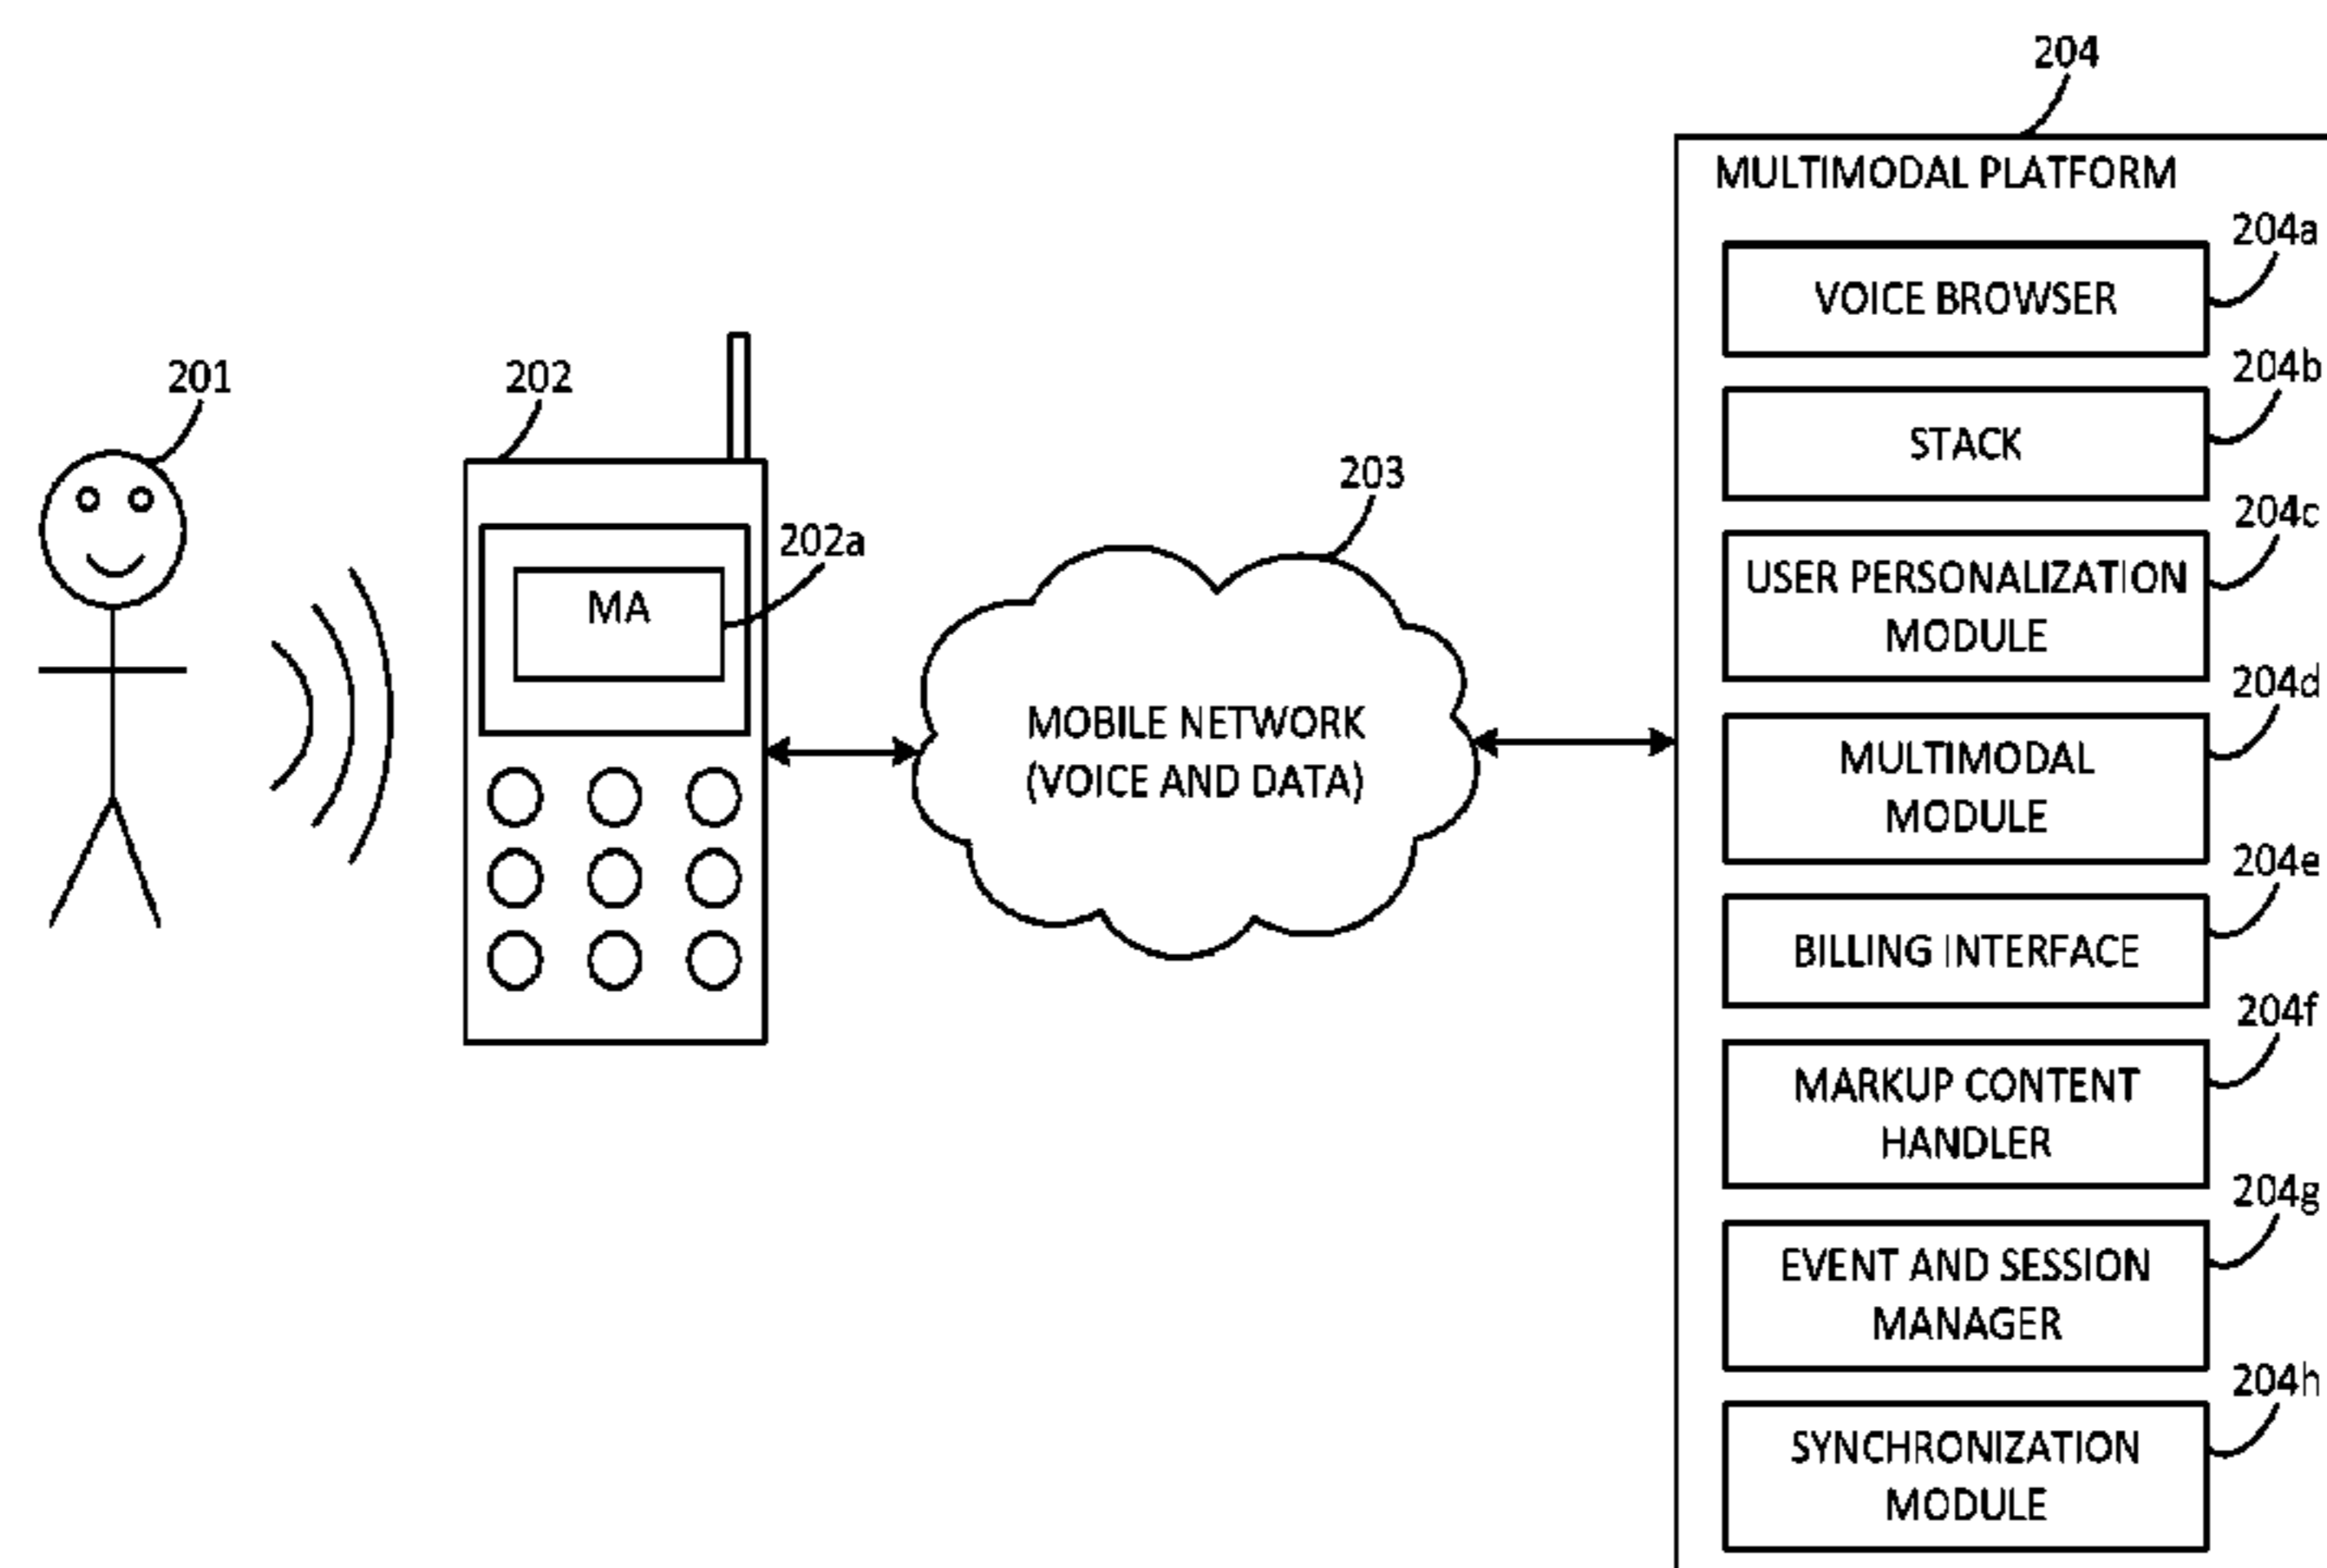 204
MULTIMODAL PLATFORM
204a
VOICE BROWSER
204b
STACK
204c
USER PERSONALIZATION
MODULE
204d
MULTIMODAL
MODULE
204e
BILLING INTERFACE
204f
MARKUP CONTENT
HANDLER
204g
EVENT AND SESSION
MANAGER
204h
SYNCHRONIZATION
MODULE
201
202
202a
MA
203
MOBILE NETWORK
(VOICE AND DATA)